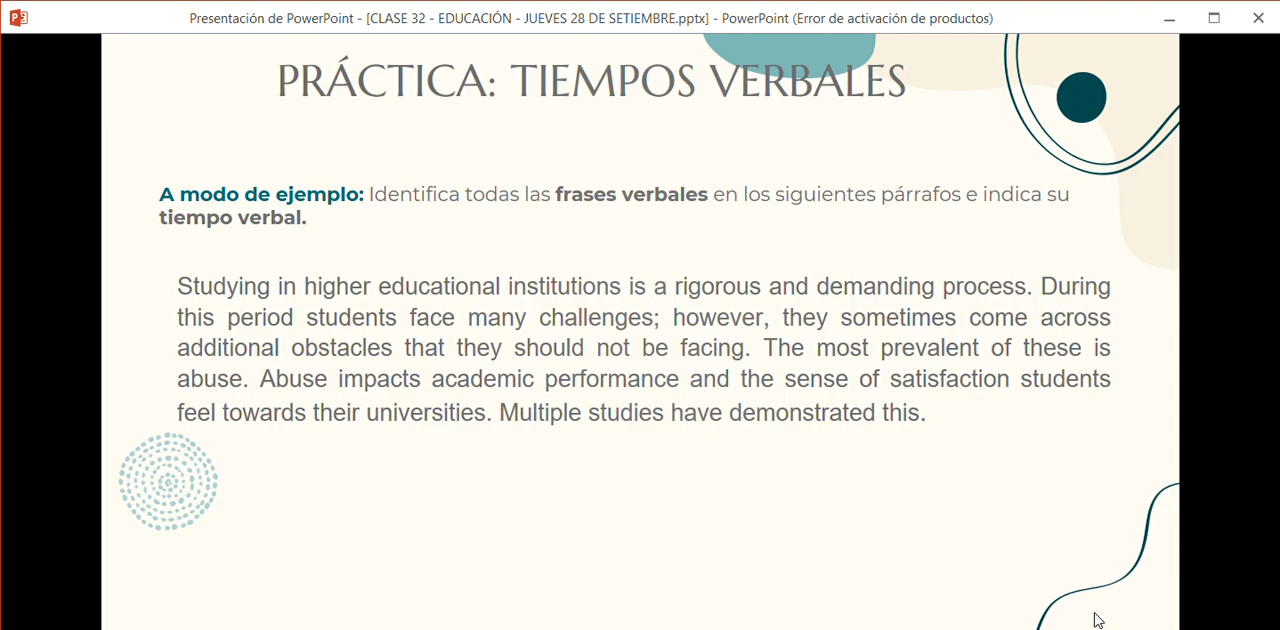 Presentación de PowerPoint - [CLASE 32 - EDUCACIÓN - JUEVES 28 DE SETIEMBRE.pptx] - PowerPoint (Error de activación de productos)
PRÁCTICA: TIEMPOS VERBALES
A modo de ejemplo: Identifica todas las frases verbales en los siguientes párrafos e indica su
tiempo verbal.
Studying in higher educational institutions is a rigorous and demanding process. During
this period students face many challenges; however, they sometimes come across
additional obstacles that they should not be facing. The most prevalent of these is
abuse. Abuse impacts academic performance and the sense of satisfaction students
feel towards their universities. Multiple studies have demonstrated this.